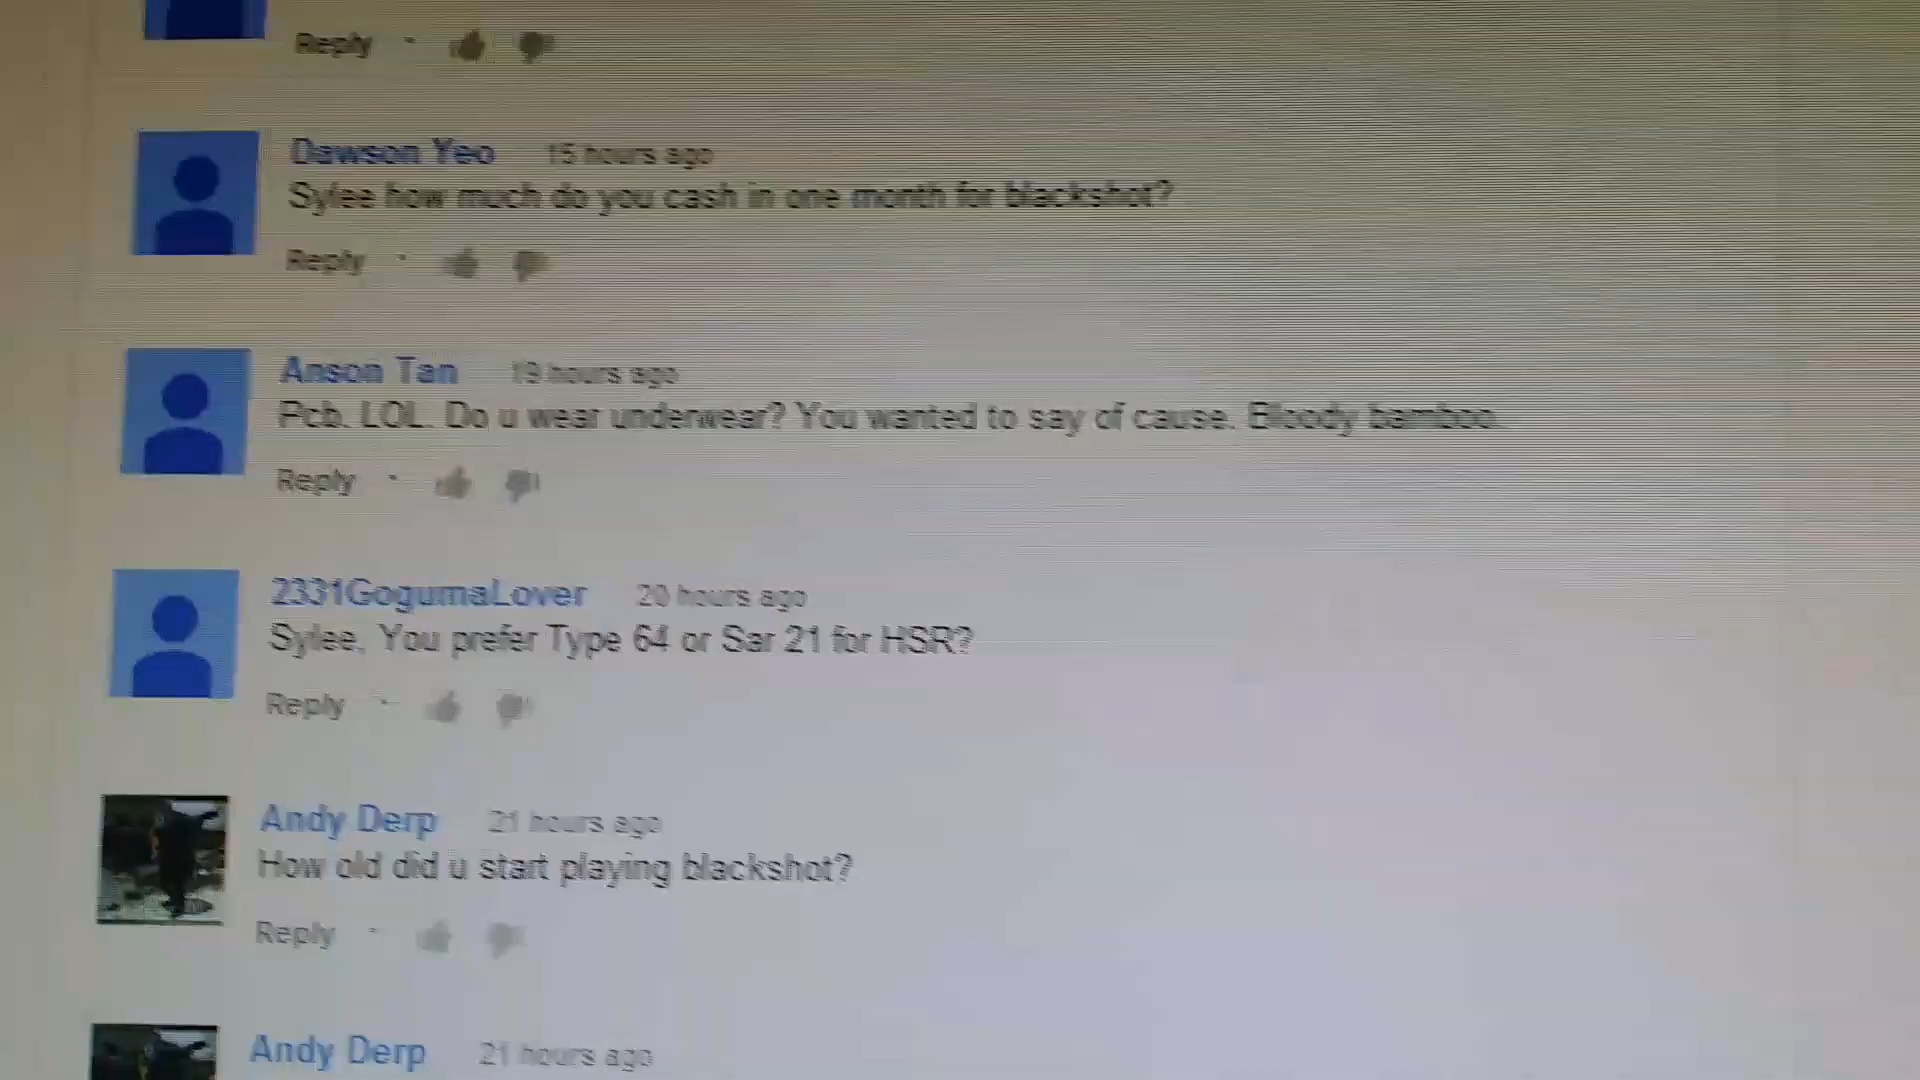 Reply
Dawson Yeo 15 hours ago
Sylee how much do you cash in one month for blackshot?
Reply
Anson Tan 19 hours ago
Pcb. LOL. Do u wear underwear? You wanted to say of cause. Bloody bamboo.
Reply
2331GogumaLover 20 hours ago
Sylee, You prefer Type 64 or Sar 21 for HSR?
Reply
Andy Derp 21 hours ago
How old did u start playing blackshot?
Reply
Andy Derp 21 hours ago